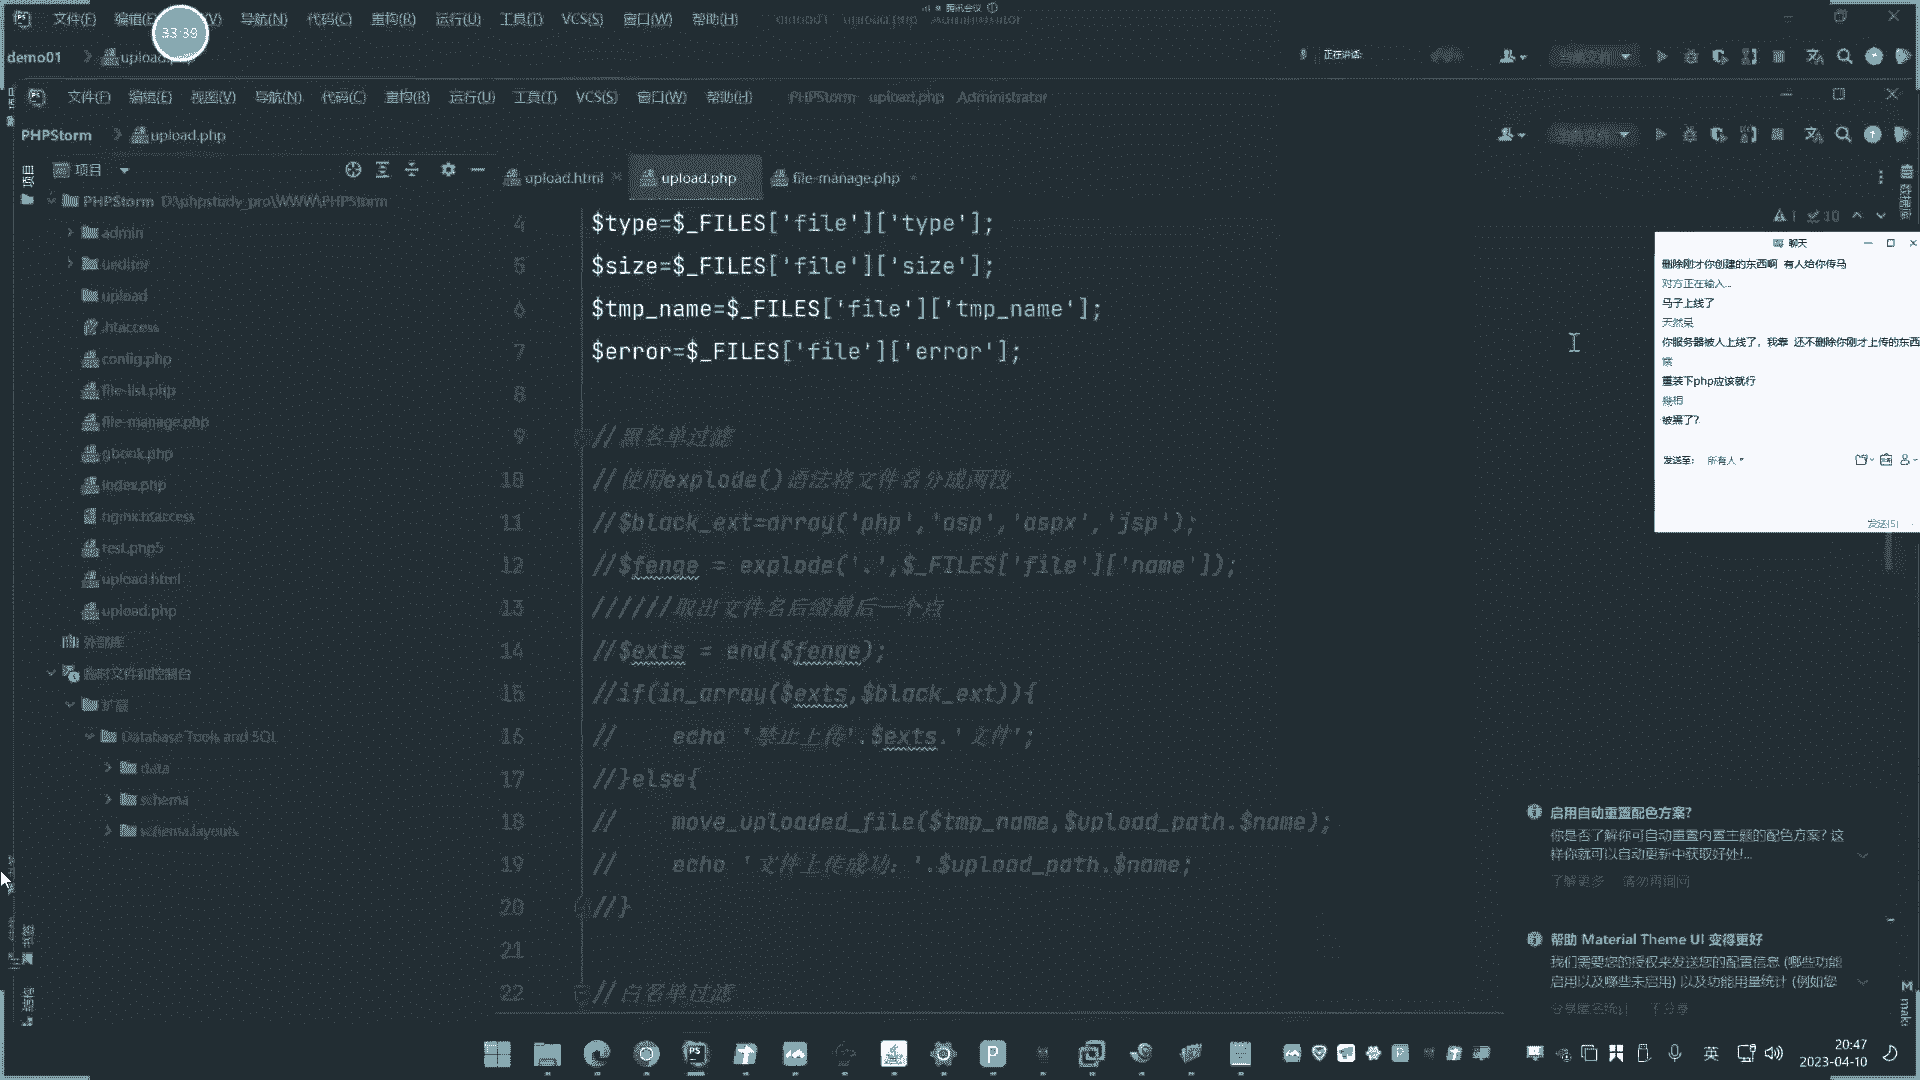 文件(F) 编辑(E) (V) 导航(N) 代码(C) 重构(R) 运行(U) 工具(T) VCS(S) 窗口(W) 帮助(H) demo01 upload.php Administrator
腾讯会议
33:39
demo01 upload.php
正在讲话:
文件(F) 编辑(E) 视图(V) 导航(N) 代码(C) 重构(R) 运行(U) 工具(T) VCS(S) 窗口(W) 帮助(H) PHPStorm upload.php Administrator
PHPStorm upload.php
项目
项目
upload.html
upload.php
file-manage.php
PHPStorm D:\phpstudy_pro\WWW\PHPStorm
admin
ueditor
upload
.htaccess
config.php
file-list.php
file-manage.php
gbook.php
index.php
nginx.htaccess
test.php5
upload.html
upload.php
外部库
临时文件和控制台
扩展
Database Tools and SQL
data
schema
schema.layouts
1 10
4 $type=$_FILES['file']['type'];
5 $size=$_FILES['file']['size'];
6 $tmp_name=$_FILES['file']['tmp_name'];
7 $error=$_FILES['file']['error'];
8
9 //黑名单过滤
10 //使用explode()语法将文件名分成两段
11 //$black_ext=array('php','asp','aspx','jsp');
12 //$fenge = explode('.',$_FILES['file']['name']);
13 //////取出文件名后缀最后一个点
14 //$exts = end($fenge);
15 //if(in_array($exts,$black_ext)){
16 // echo '禁止上传'.$exts.'文件';
17 //}else{
18 // move_uploaded_file($tmp_name,$upload_path.$name);
19 // echo '文件上传成功: '.$upload_path.$name;
20 //}
21
22 //白名单过滤
聊天
删除刚才你创建的东西啊 有人给你传马
对方正在输入...
马子上线了
天然呆
你服务器被人上线了，我靠 还不删除你刚才上传的东西
重装下php应该就行
被黑了?
发送至: 所有人
发送(S)
启用自动重置配色方案?
你是否了解你可自动重置内置主题的配色方案? 这
样你就可以自动更新中获取好处!...
了解更多 请勿再询问
帮助 Material Theme UI 变得更好
我们需要您的授权来发送您的配置信息 (哪些功能
启用以及哪些未启用) 以及功能用量统计 (例如您
不分享
结构
英
20:47
2023-04-10